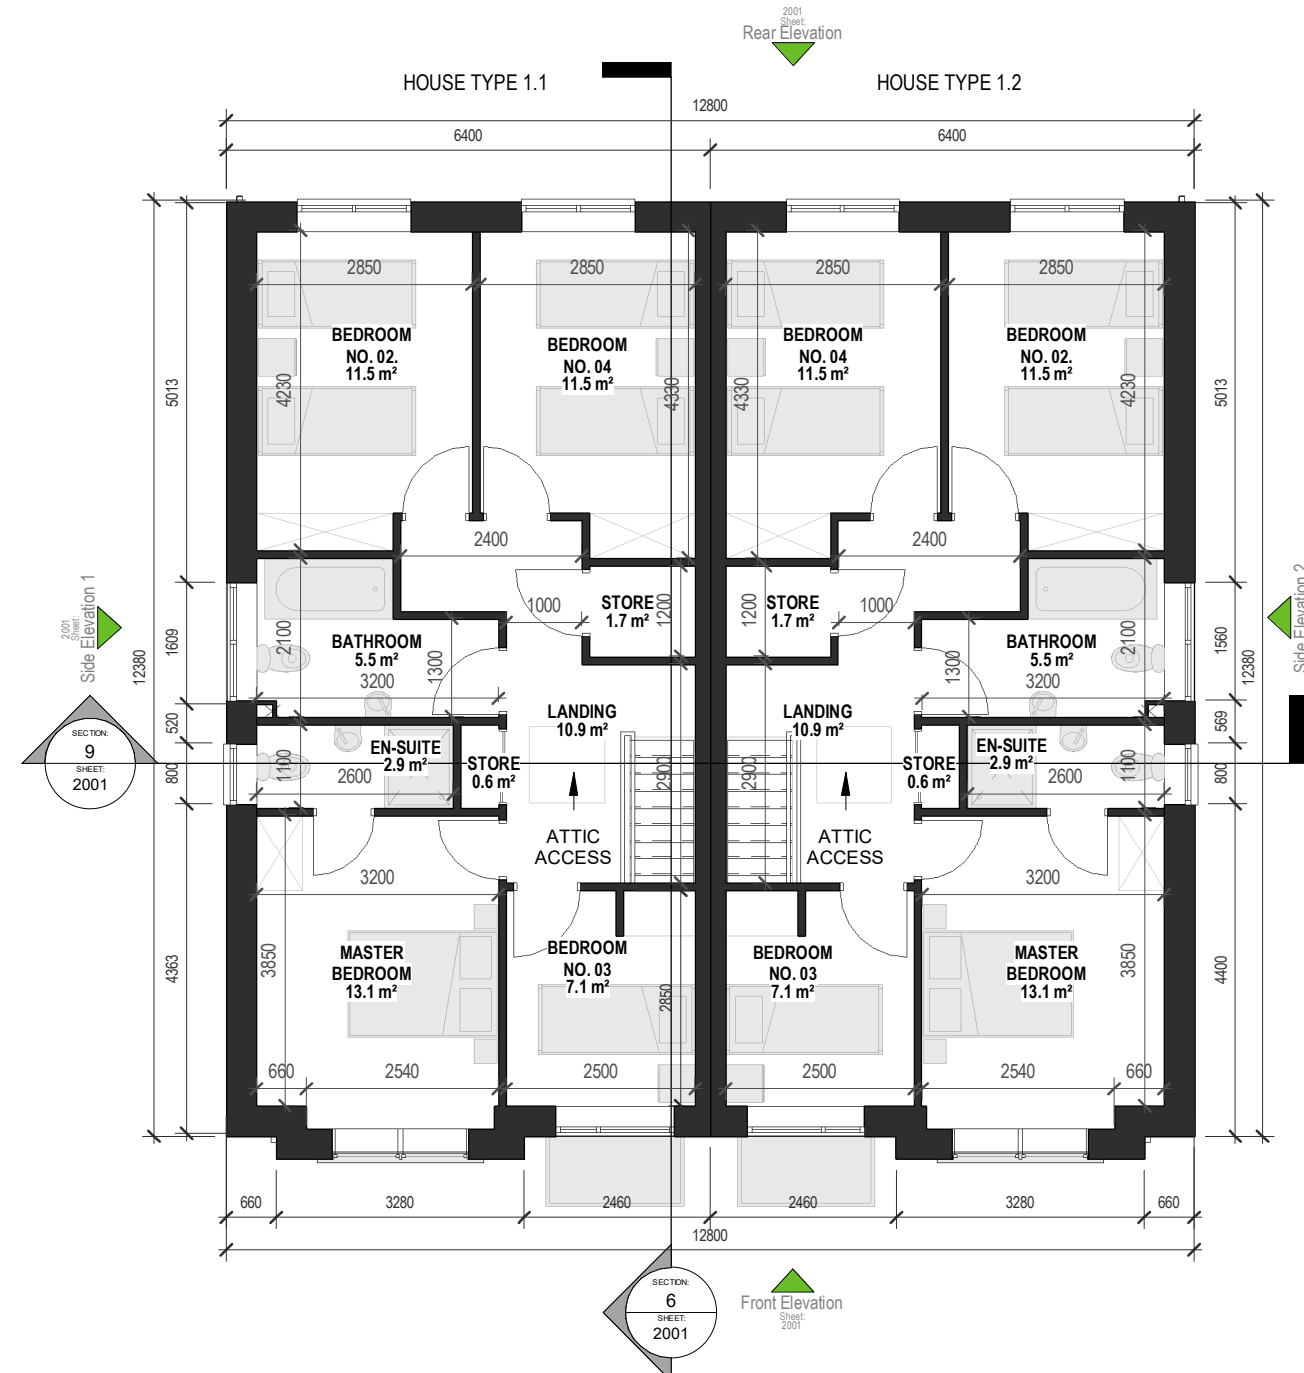 2001
Sheet:
Rear Elevation
HOUSE TYPE 1.1
HOUSE TYPE 1.2
12800
6400
6400
2850
2850
2850
2850
BEDROOM
NO. 02.
11.5 m²
BEDROOM
NO. 04
11.5 m²
BEDROOM
NO. 04
11.5 m²
BEDROOM
NO. 02.
11.5 m²
5013
4230
4330
4330
4230
5013
2400
2400
1000
STORE
1.7 m²
1200
1200
STORE
1.7 m²
1000
Side Elevation 1
Sheet:
2001
12380
1609
2100
BATHROOM
5.5 m²
3200
1300
1300
BATHROOM
5.5 m²
3200
2100
1560
12380
Side Elevation 2
LANDING
10.9 m²
LANDING
10.9 m²
520
569
SECTION:
9
SHEET:
2001
800
1100
EN-SUITE
2.9 m²
2600
STORE
0.6 m²
2900
2900
STORE
0.6 m²
EN-SUITE
2.9 m²
2600
1100
800
ATTIC
ACCESS
ATTIC
ACCESS
3200
3200
4363
3850
MASTER
BEDROOM
13.1 m²
BEDROOM
NO. 03
7.1 m²
2850
BEDROOM
NO. 03
7.1 m²
MASTER
BEDROOM
13.1 m²
3850
4400
660
2540
2500
2500
2540
660
660
3280
2460
2460
3280
660
12800
SECTION:
6
SHEET:
2001
Front Elevation
Sheet:
2001